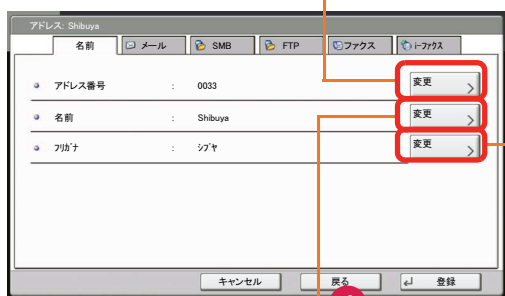 アドレス: Shibuya
名前 メール SMB FTP ファクス i-ファクス
アドレス番号 : 0033 変更
名前 : Shibuya 変更
フリガナ : シブヤ 変更
キャンセル 戻る 登録